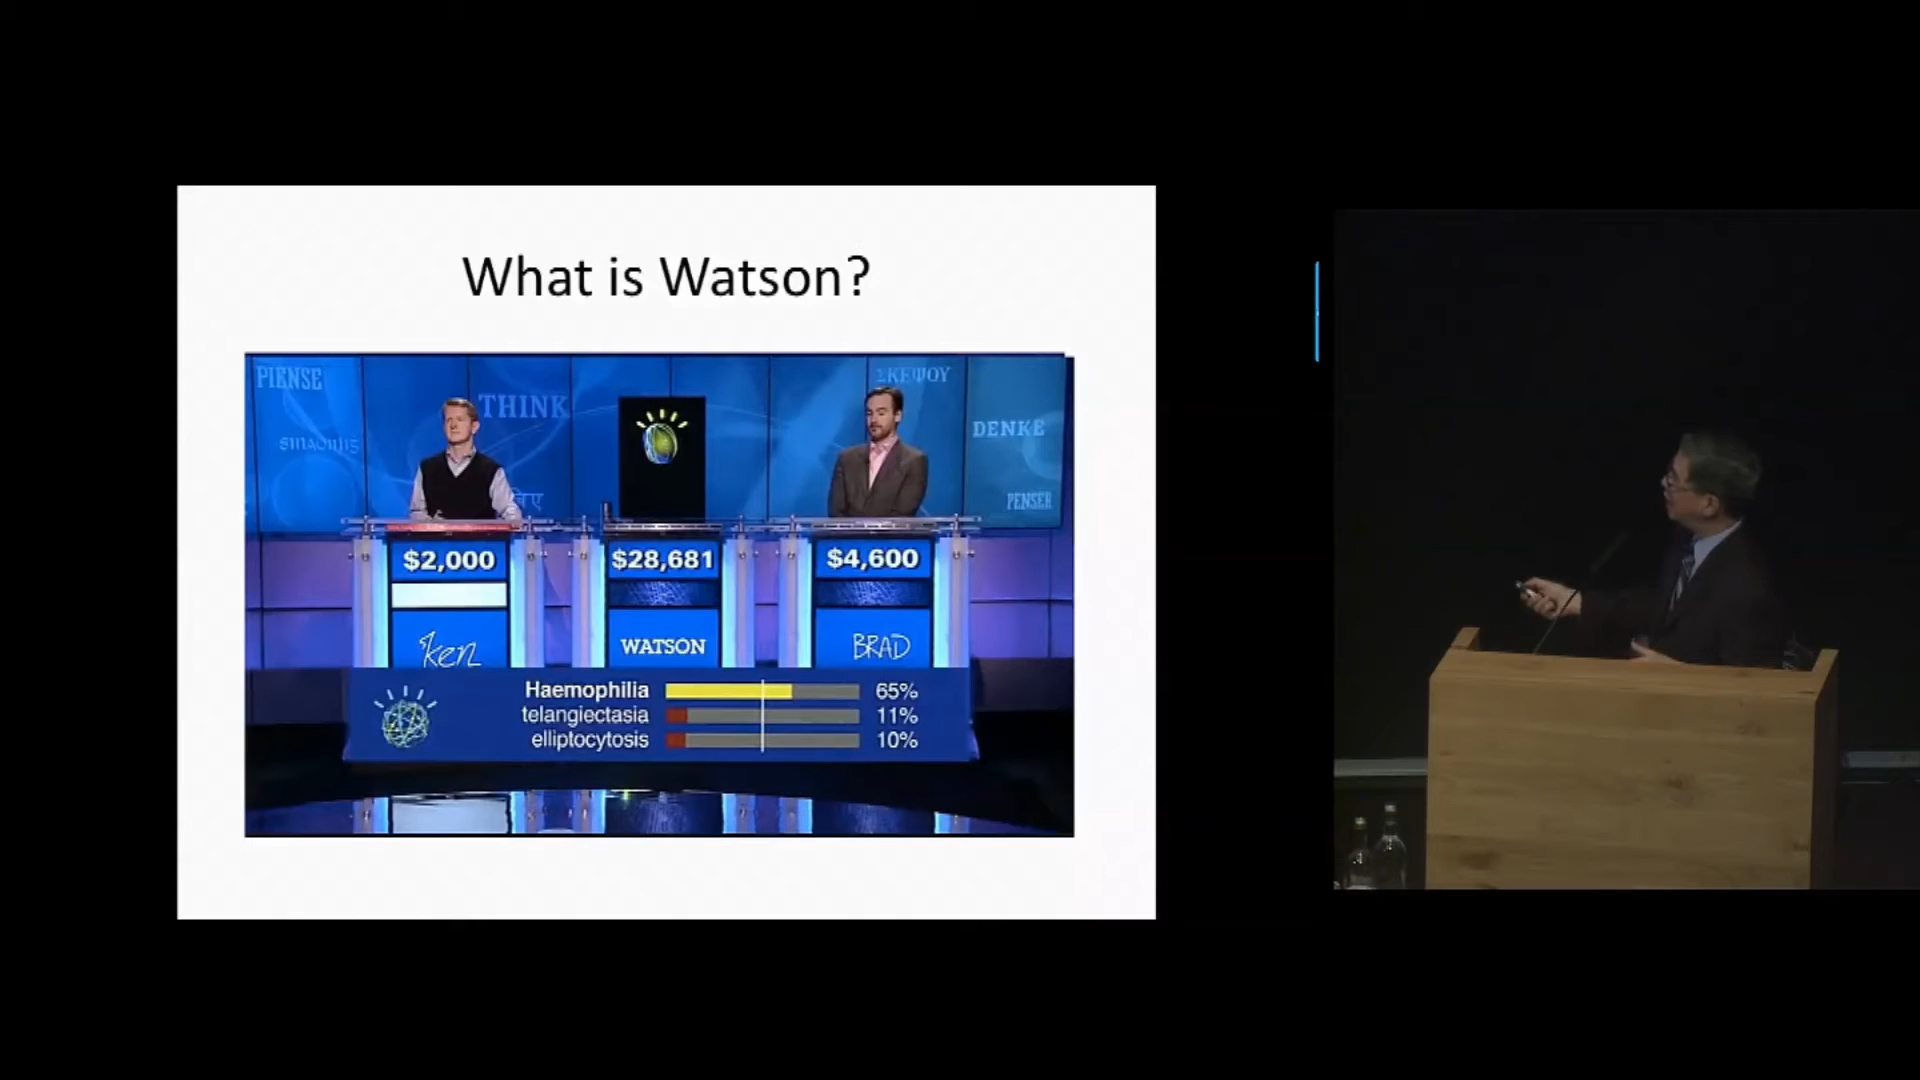 What is Watson?
PIENSE
THINK
ΣΚΕΨΟΥ
DENKE
PENSER
$2,000
$28,681
$4,600
ken
WATSON
BRAD
Haemophilia 65%
telangiectasia 11%
elliptocytosis 10%